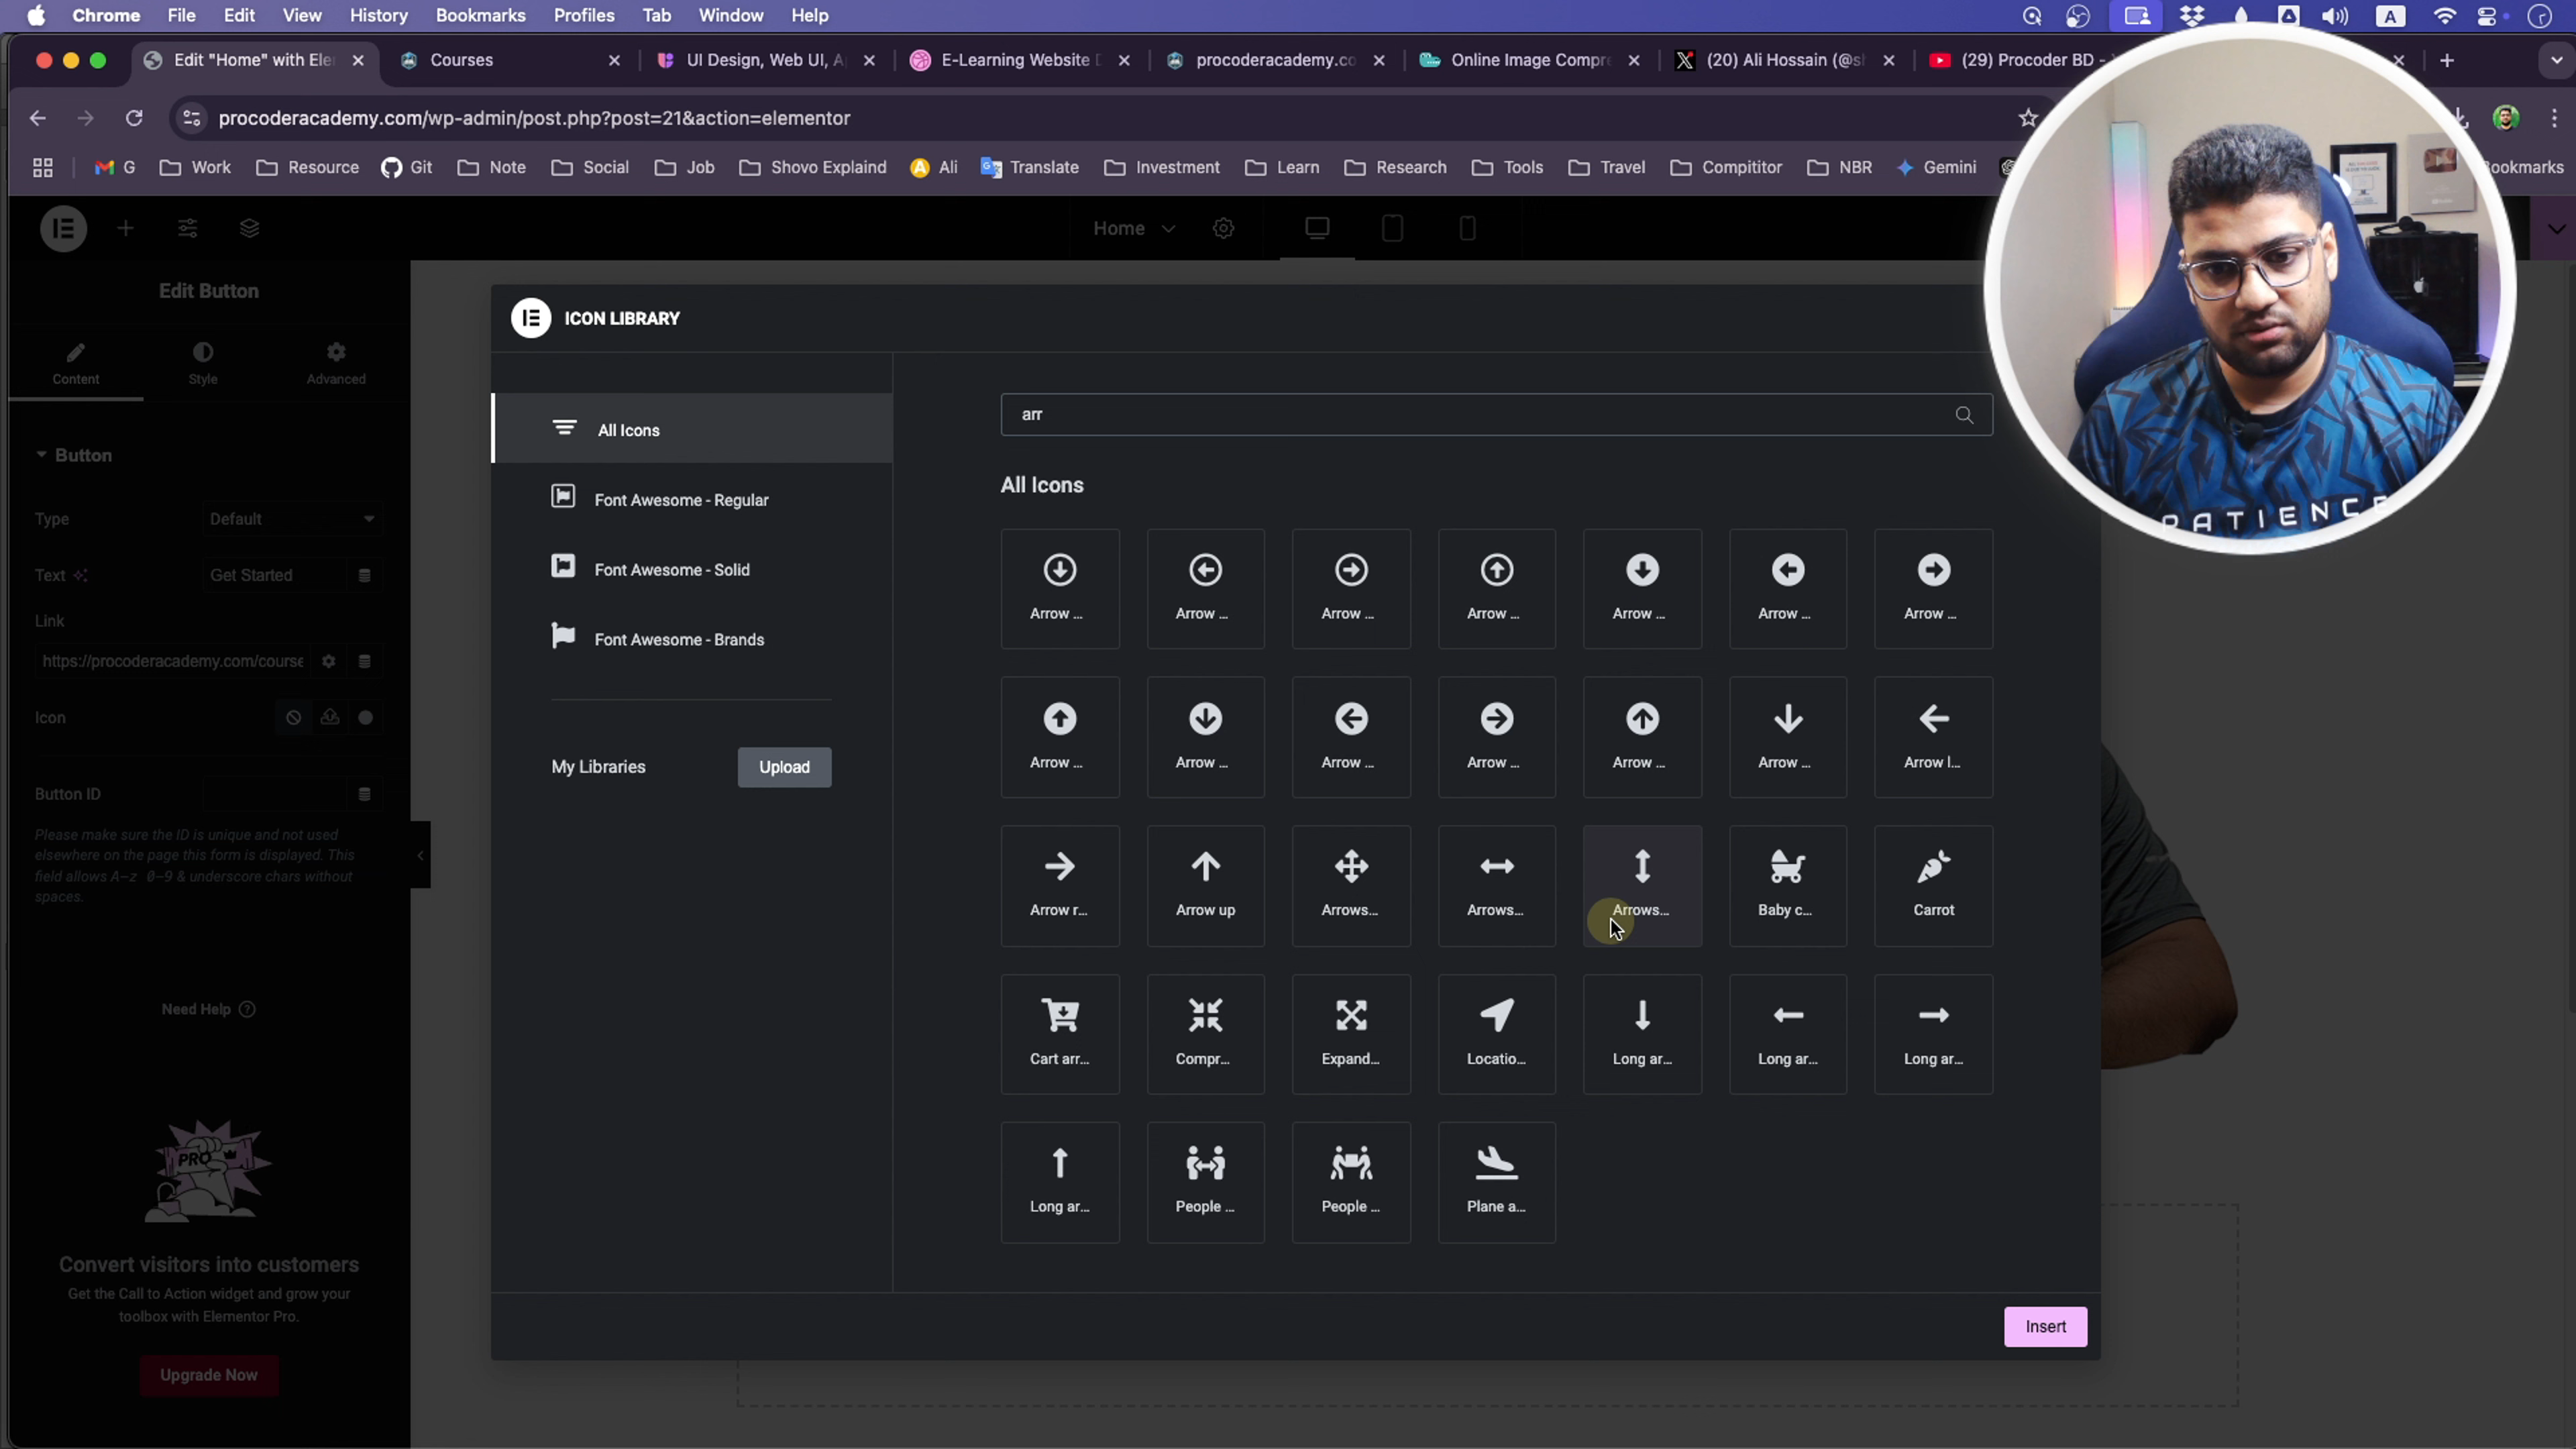 Chrome File Edit View History Bookmarks Profiles Tab Window Help
A
Edit "Home" with Ele
Courses
UI Design, Web UI, A
E-Learning Website D
procoderacademy.co
Online Image Compre
(20) Ali Hossain (@sh
(29) Procoder BD -
procoderacademy.com/wp-admin/post.php?post=21&action=elementor
G Work Resource Git Note Social Job Shovo Explaind Ali Translate Investment Learn Research Tools Travel Compititor NBR Gemini
ookmarks
Home
Edit Button
Content Style Advanced
Button
Type Default
Text Get Started
Link
https://procoderacademy.com/course
Icon
Button ID
Please make sure the ID is unique and not used
elsewhere on the page this form is displayed. This
field allows A–z 0–9 & underscore chars without
spaces.
Need Help
PRO
Convert visitors into customers
Get the Call to Action widget and grow your
toolbox with Elementor Pro.
Upgrade Now
ICON LIBRARY
All Icons
Font Awesome - Regular
Font Awesome - Solid
Font Awesome - Brands
My Libraries Upload
arr
All Icons
Arrow ... Arrow ... Arrow ... Arrow ... Arrow ... Arrow ... Arrow ...
Arrow ... Arrow ... Arrow ... Arrow ... Arrow ... Arrow ... Arrow l...
Arrow r... Arrow up Arrows... Arrows... Arrows... Baby c... Carrot
Cart arr... Compr... Expand... Locatio... Long ar... Long ar... Long ar...
Long ar... People ... People ... Plane a...
Insert
PATIENCE